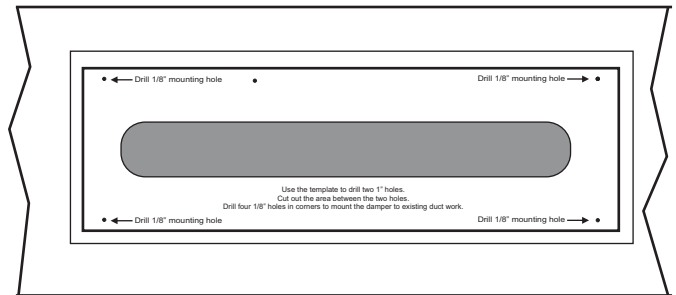 Drill 1/8" mounting hole
Drill 1/8" mounting hole
Use the template to drill two 1" holes.
Cut out the area between the two holes.
Drill four 1/8" holes in corners to mount the damper to existing duct work.
Drill 1/8" mounting hole
Drill 1/8" mounting hole